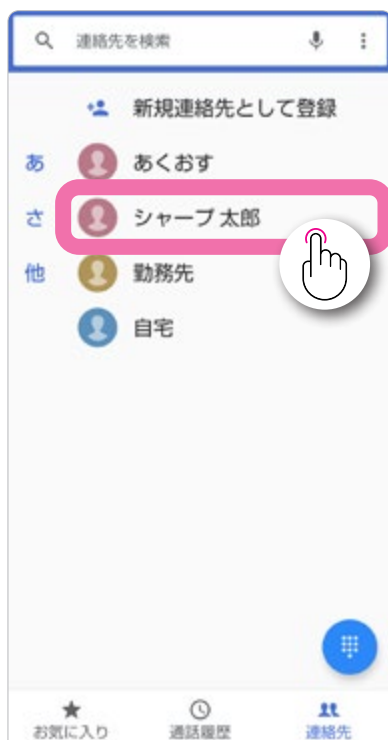 連絡先を検索
新規連絡先として登録
あ あくおす
さ シャープ 太郎
他 勤務先
自宅
お気に入り 通話履歴 連絡先